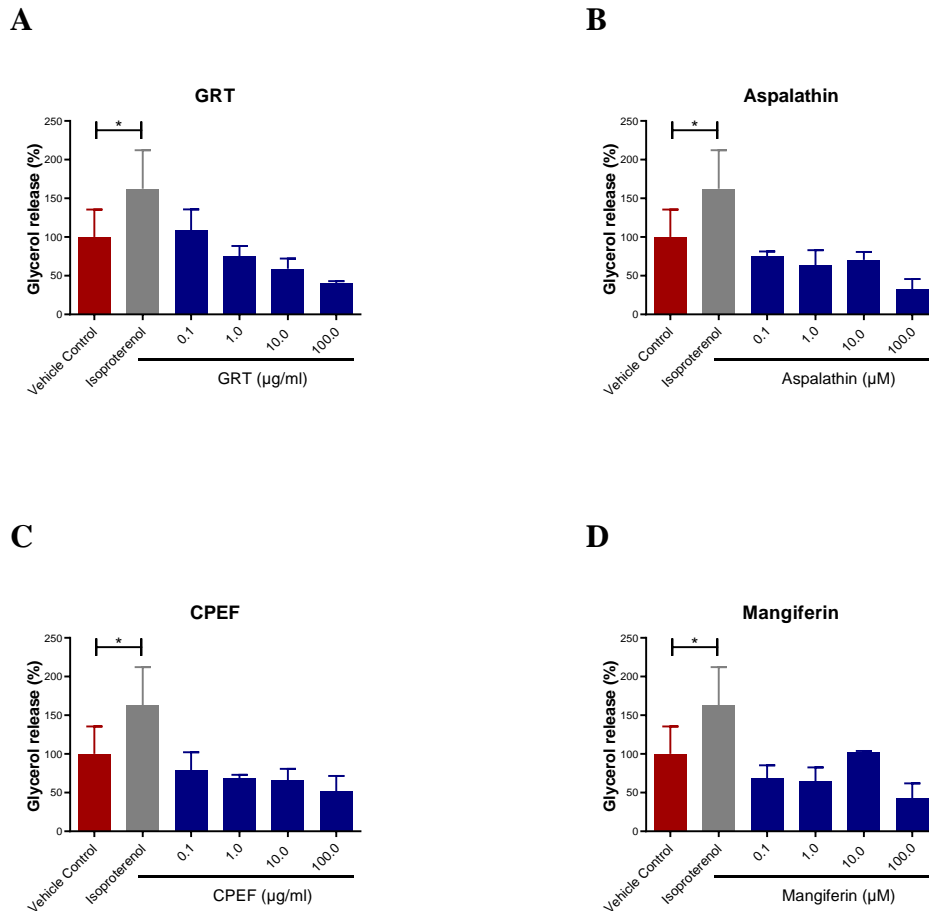 A
GRT
Glycerol release (%)
250
200
150
100
50
0
*
Vehicle Control
Isoproterenol
0.1
1.0
10.0
100.0
GRT (µg/ml)
B
Aspalathin
Glycerol release (%)
250
200
150
100
50
0
*
Vehicle Control
Isoproterenol
0.1
1.0
10.0
100.0
Aspalathin (µM)
C
CPEF
Glycerol release (%)
250
200
150
100
50
0
*
Vehicle Control
Isoproterenol
0.1
1.0
10.0
100.0
CPEF (µg/ml)
D
Mangiferin
Glycerol release (%)
250
200
150
100
50
0
*
Vehicle Control
Isoproterenol
0.1
1.0
10.0
100.0
Mangiferin (µM)